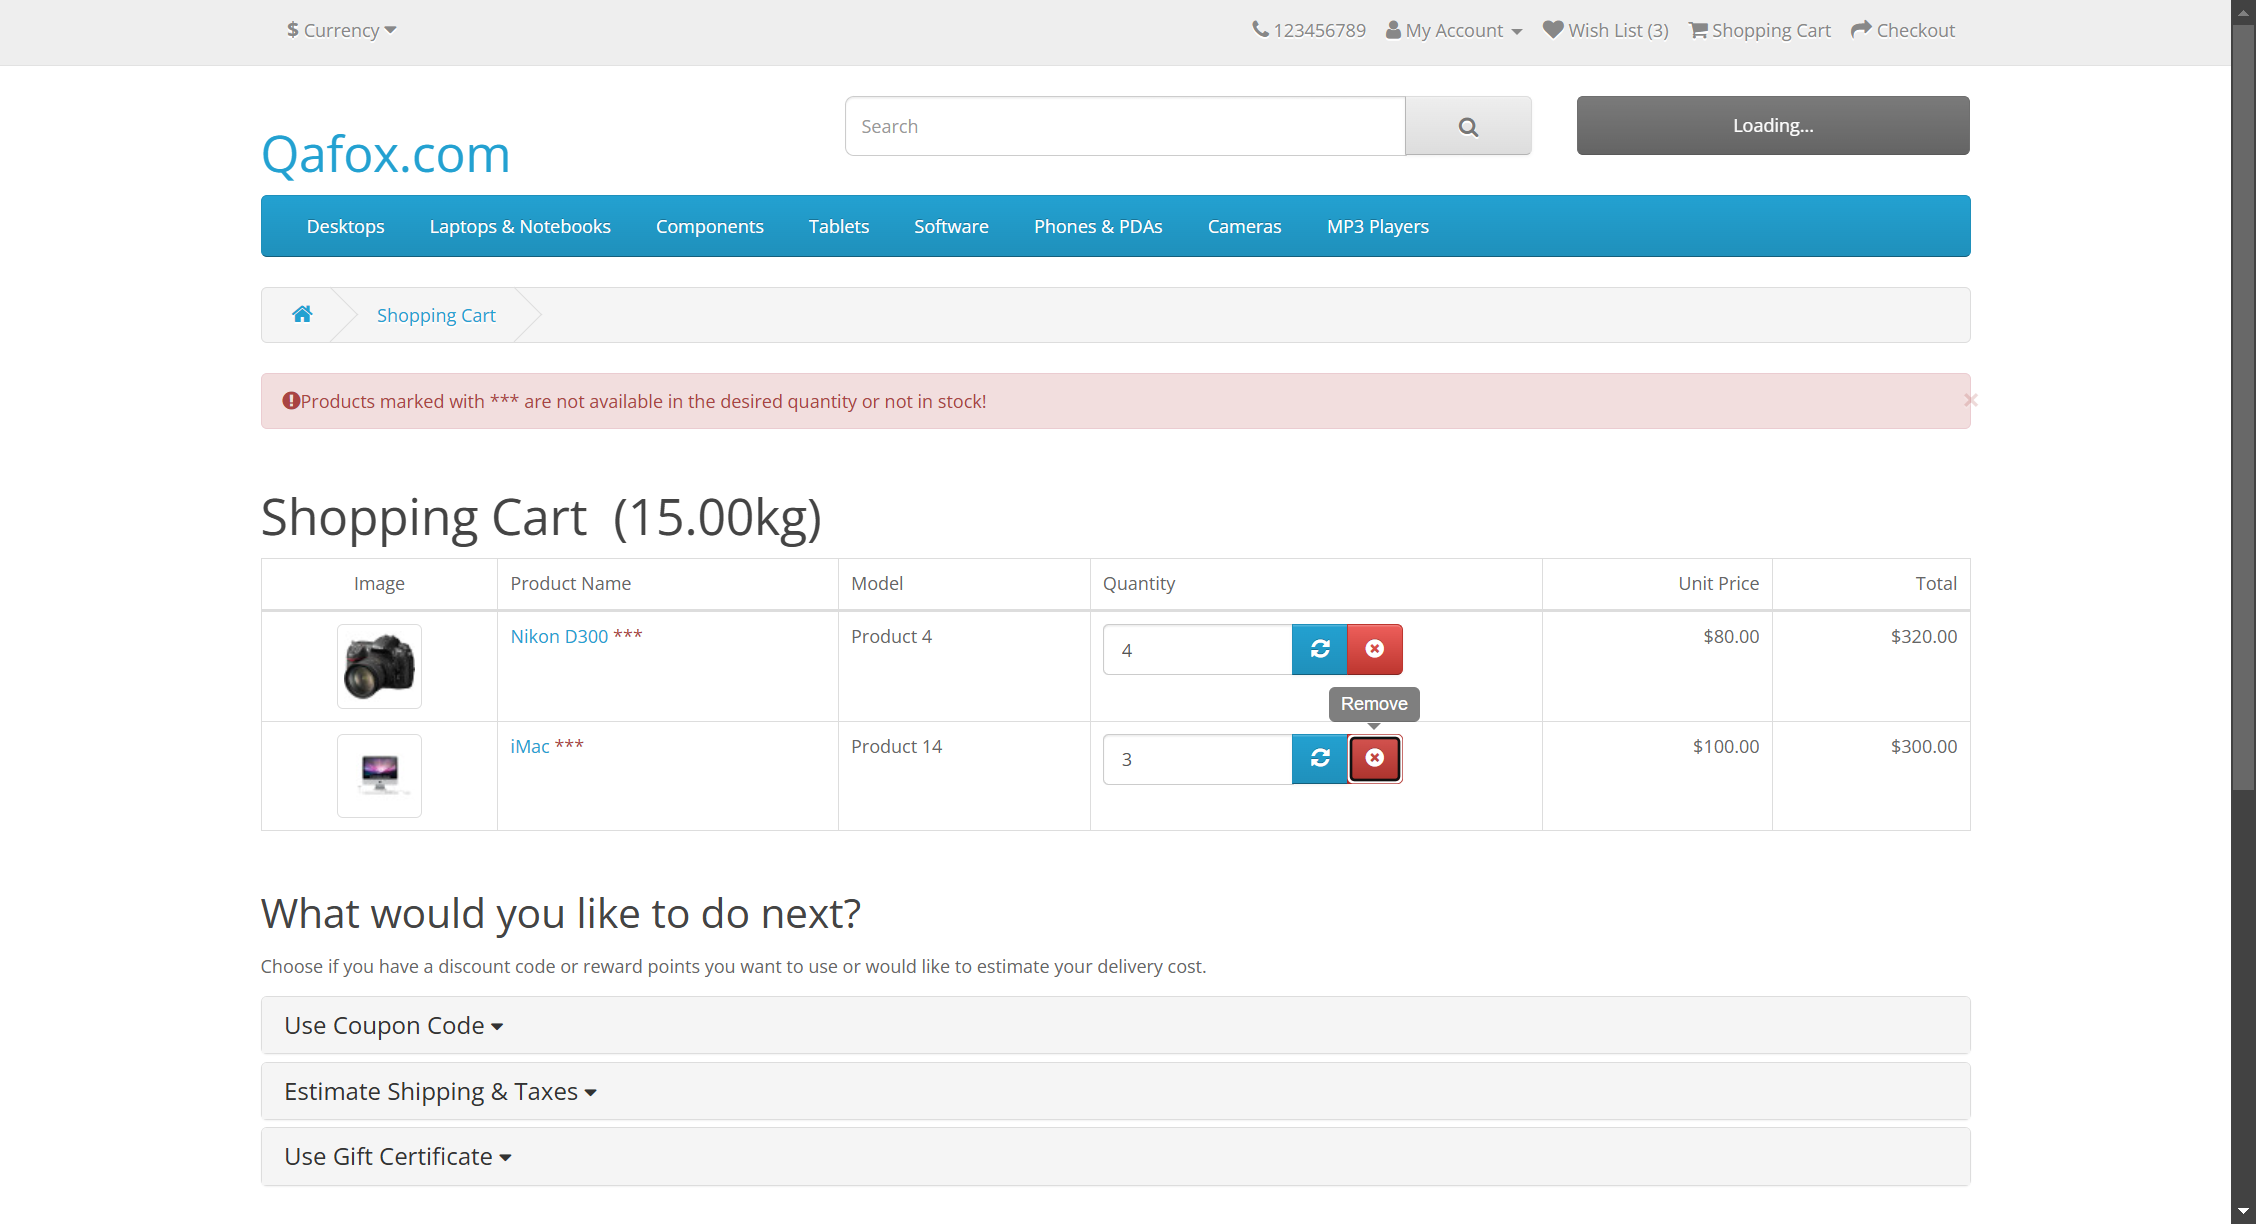 $ Currency
123456789 My Account Wish List (3) Shopping Cart Checkout
Search
Loading...
Qafox.com
Desktops Laptops & Notebooks Components Tablets Software Phones & PDAs Cameras MP3 Players
Shopping Cart
Products marked with *** are not available in the desired quantity or not in stock!
×
Shopping Cart (15.00kg)
Image Product Name Model Quantity Unit Price Total
Nikon D300 *** Product 4 4 $80.00 $320.00
Remove
iMac *** Product 14 3 $100.00 $300.00
What would you like to do next?
Choose if you have a discount code or reward points you want to use or would like to estimate your delivery cost.
Use Coupon Code
Estimate Shipping & Taxes
Use Gift Certificate